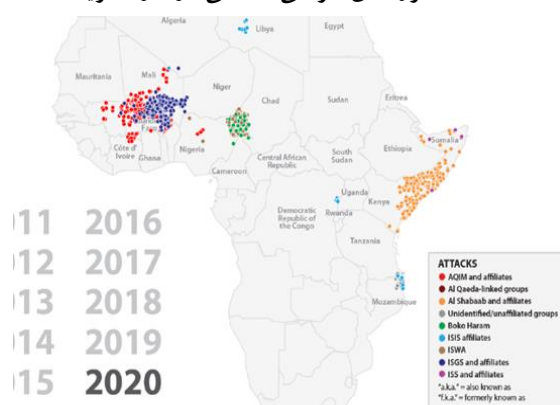 Algeria
Libya
Egypt
Mauritania
Mali
Niger
Chad
Sudan
Eritrea
Côte d'
Ivoire
Ghana
Nigeria
Cameroon
Central African
Republic
South
Sudan
Ethiopia
Somalia
Democratic
Republic of
the Congo
Uganda
Rwanda
Kenya
Tanzania
Mozambique
11 2016
12 2017
13 2018
14 2019
15 2020
ATTACKS
AQIM and affiliates
Al Qaeda-linked groups
Al Shabaab and affiliates
Unidentified/unaffiliated groups
Boko Haram
ISIS affiliates
ISWA
ISGS and affiliates
ISS and affiliates
"a.k.a." = also known as
"f.k.a." = formerly known as